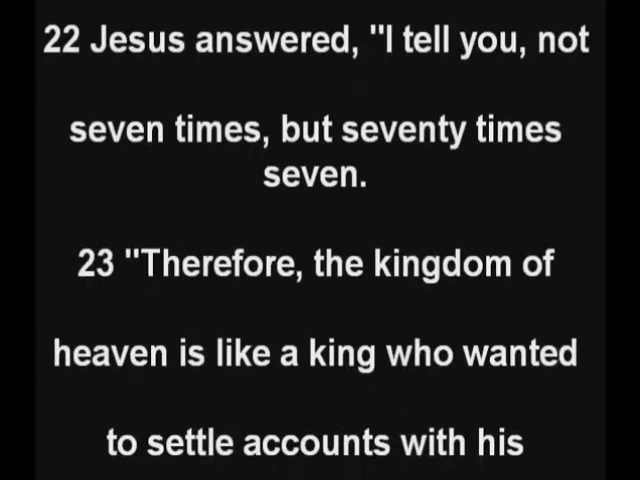 22 Jesus answered, "I tell you, not
seven times, but seventy times
seven.
23 "Therefore, the kingdom of
heaven is like a king who wanted
to settle accounts with his